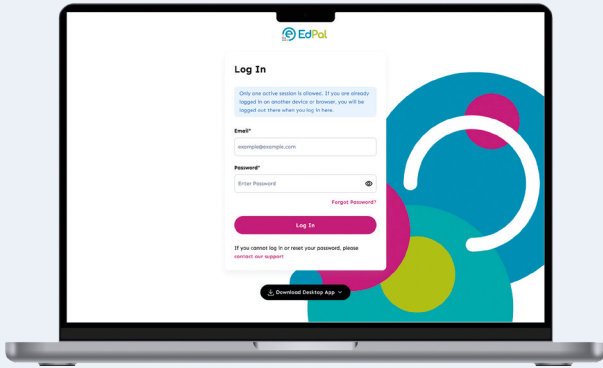 EdPal
Log In
Only one active session is allowed. If you are already
logged in on another device or browser, you will be
logged out there when you log in here.
Email*
example@example.com
Password*
Enter Password
Forgot Password?
Log In
If you cannot log in or reset your password, please
contact our support
Download Desktop App